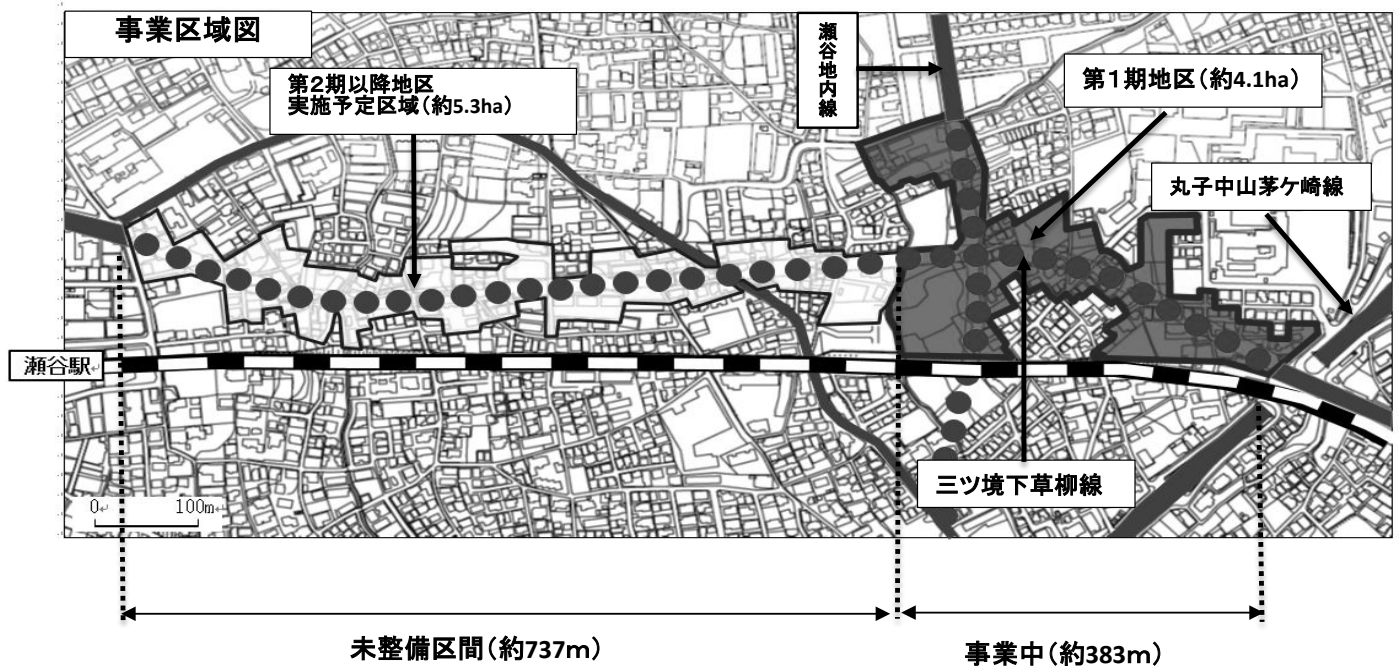 事業区域図
第2期以降地区
実施予定区域(約5.3ha)
瀬谷地内線
第1期地区(約4.1ha)
丸子中山茅ケ崎線
瀬谷駅
三ツ境下草柳線
0 100m
未整備区間(約737m)
事業中(約383m)